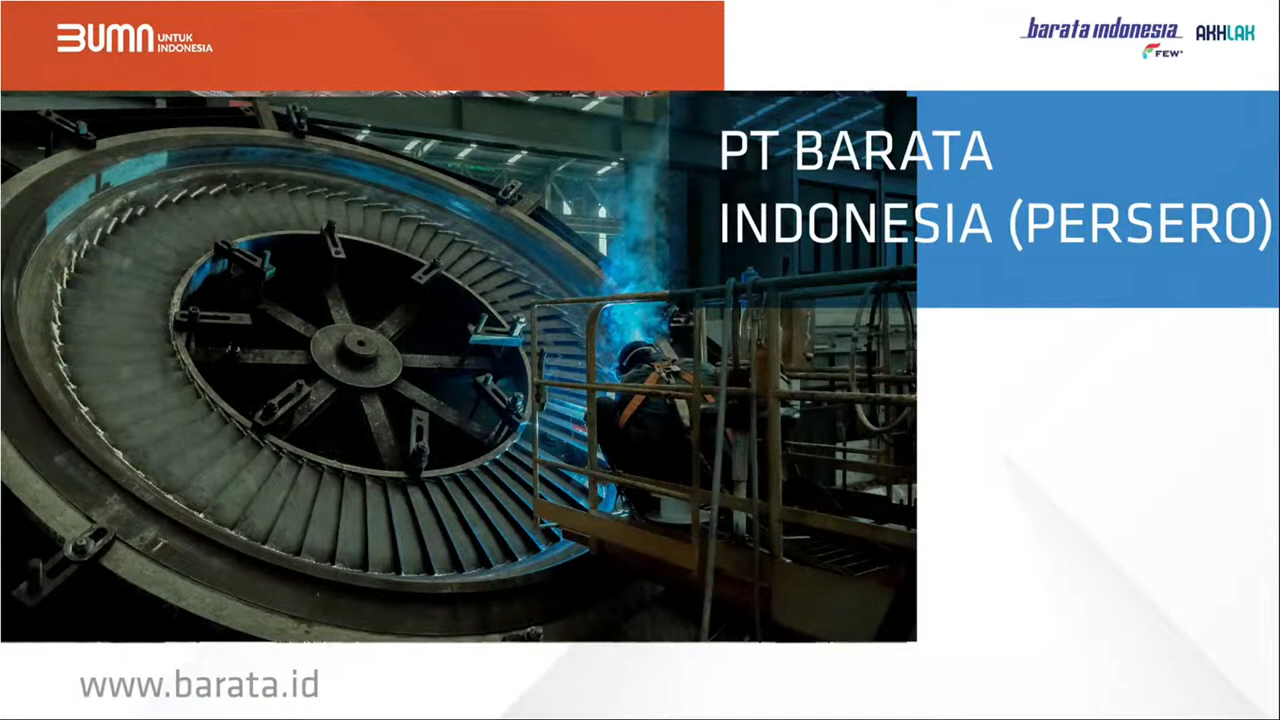 BUMN UNTUK
INDONESIA
barata indonesia
FEW
AKHLAK
PT BARATA
INDONESIA (PERSERO)
www.barata.id